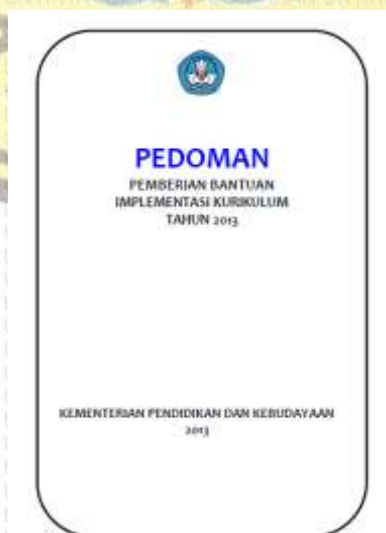 PEDOMAN
PEMBERIAN BANTUAN
IMPLEMENTASI KURIKULUM
TAHUN 2013
KEMENTERIAN PENDIDIKAN DAN KEBUDAYAAN
2013